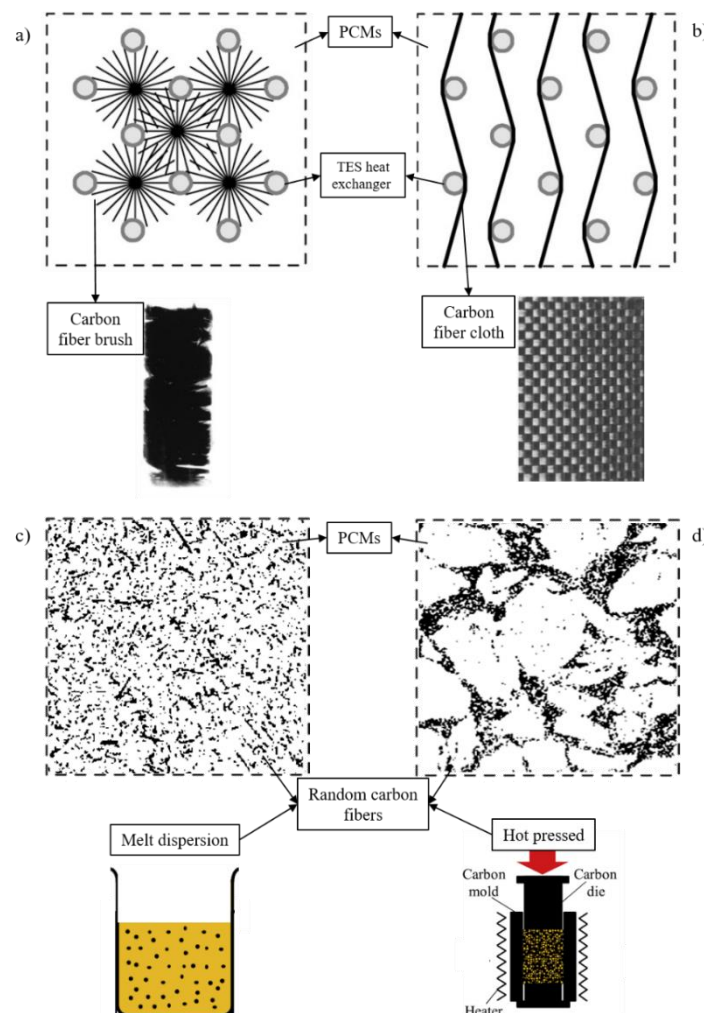 a)
PCMs
b)
TES heat
exchanger
Carbon
fiber brush
Carbon
fiber cloth
c)
PCMs
d)
Random carbon
fibers
Melt dispersion
Hot pressed
Carbon
mold
Carbon
die
Heater